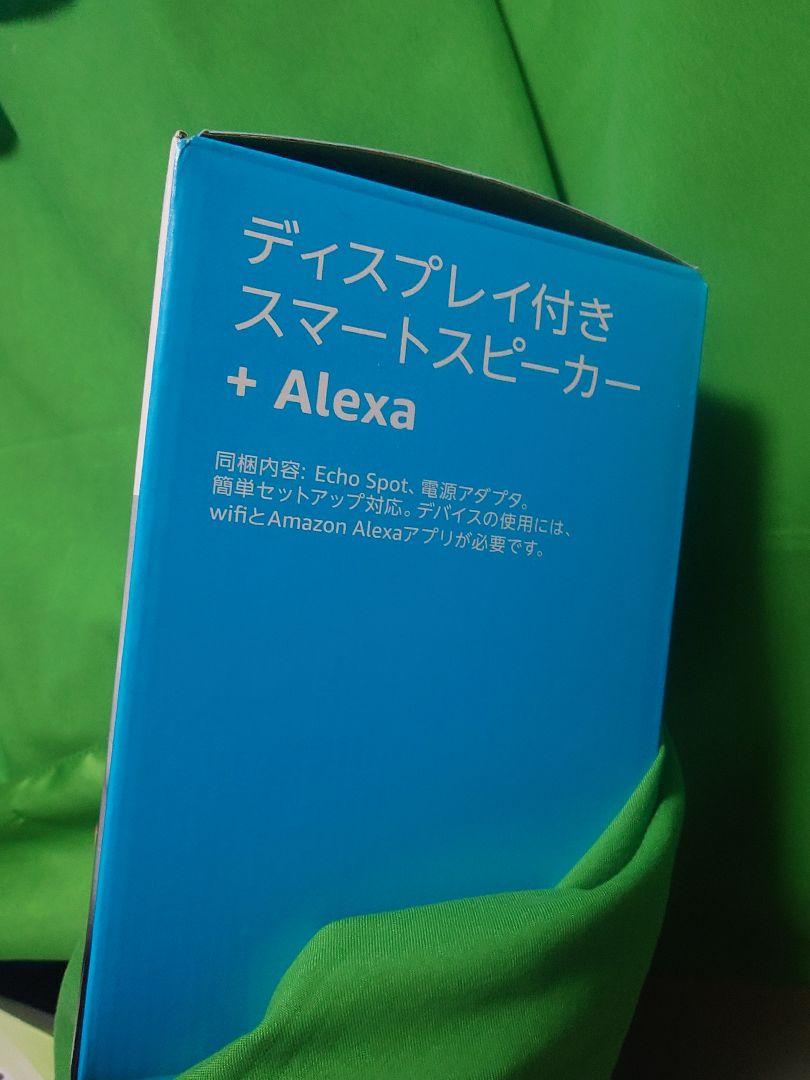 ディスプレイ付き
スマートスピーカー
+ Alexa
同梱内容: Echo Spot、電源アダプタ。
簡単セットアップ対応。デバイスの使用には、
wifiとAmazon Alexaアプリが必要です。